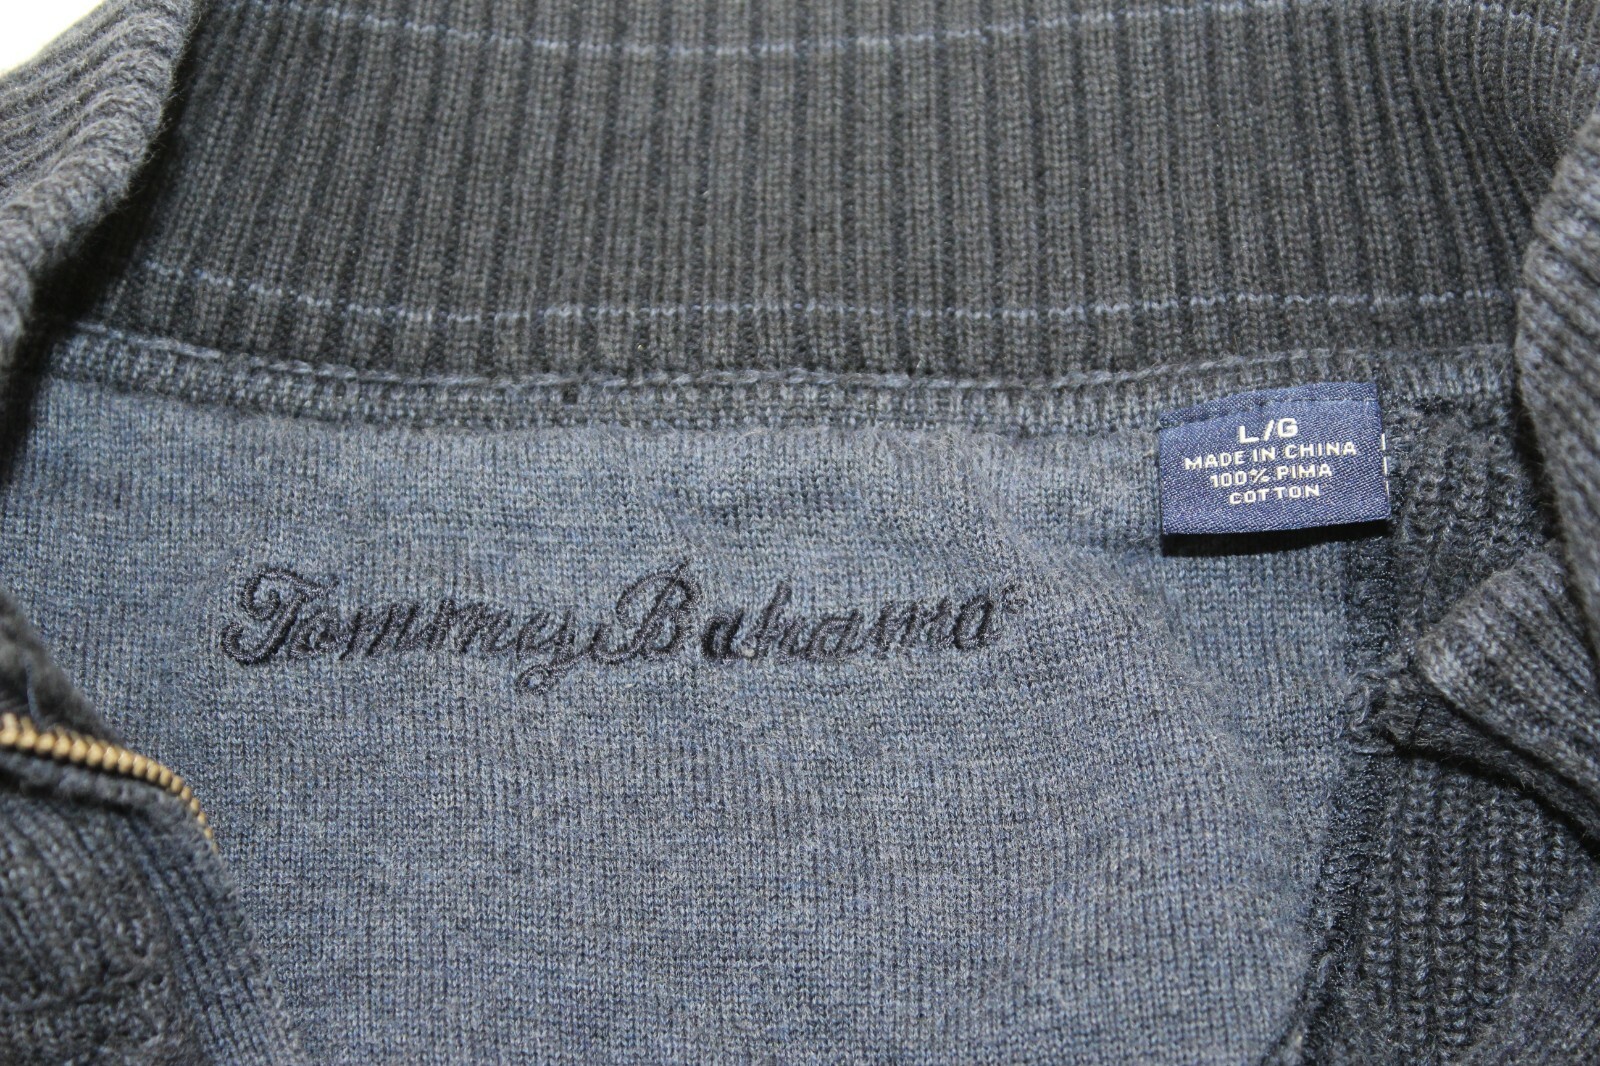 L/G
MADE IN CHINA
100% PIMA
COTTON
Tommy Bahama